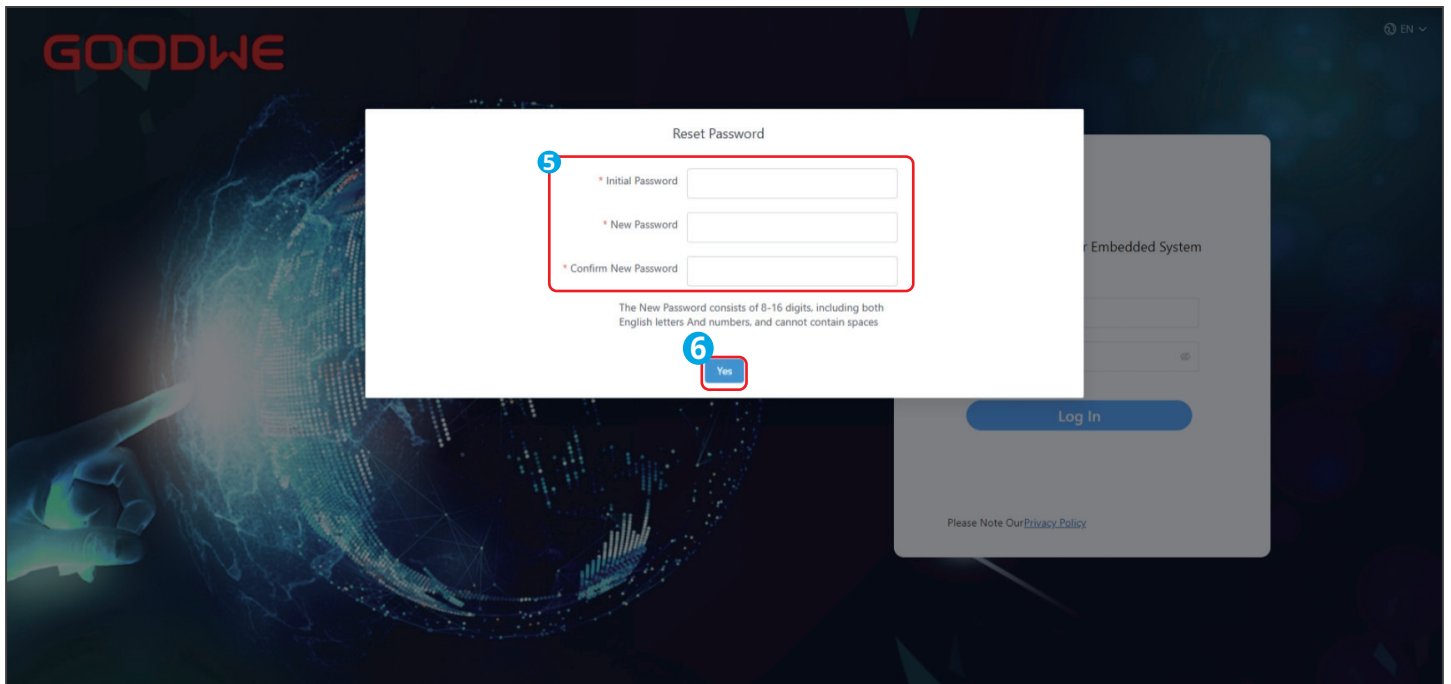 GOODWE
EN
Reset Password
5
* Initial Password
* New Password
* Confirm New Password
The New Password consists of 8-16 digits, including both
English letters And numbers, and cannot contain spaces
6
Yes
Embedded System
Log In
Please Note OurPrivacy Policy